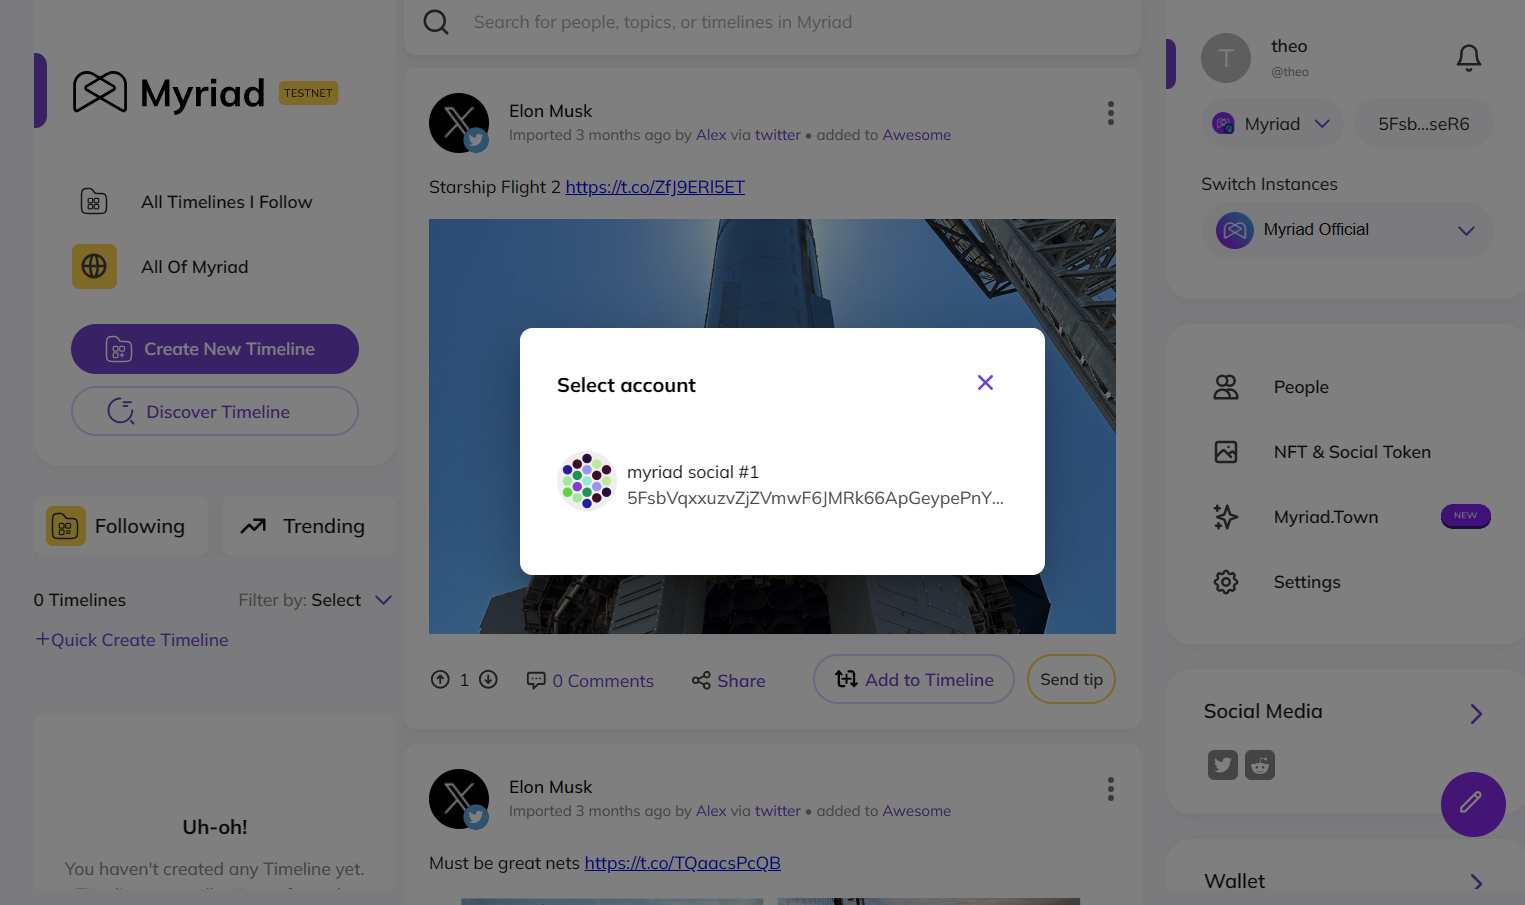 Myriad TESTNET
All Timelines I Follow
All Of Myriad
Create New Timeline
Discover Timeline
Following
Trending
0 Timelines
Filter by: Select
+Quick Create Timeline
Uh-oh!
You haven't created any Timeline yet.
Search for people, topics, or timelines in Myriad
Elon Musk
Imported 3 months ago by Alex via twitter • added to Awesome
Starship Flight 2 https://t.co/ZfJ9ERl5ET
Select account
myriad social #1
5FsbVqxxuzvZjZVmwF6JMRk66ApGeypePnY...
1
0 Comments
Share
Add to Timeline
Send tip
Elon Musk
Imported 3 months ago by Alex via twitter • added to Awesome
Must be great nets https://t.co/TQaacsPcQB
T
theo
@theo
Myriad
5Fsb...seR6
Switch Instances
Myriad Official
People
NFT & Social Token
Myriad.Town
NEW
Settings
Social Media
Wallet